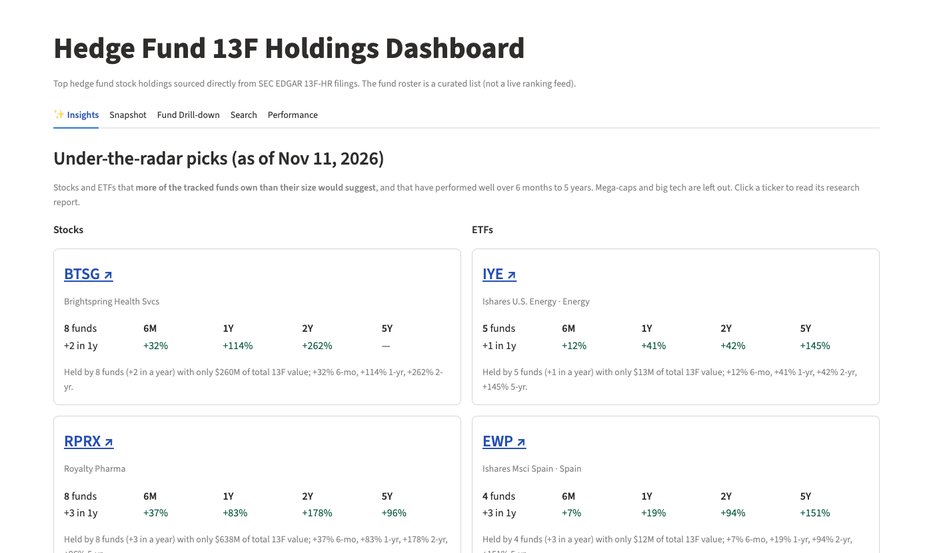 Hedge Fund 13F Holdings Dashboard
Top hedge fund stock holdings sourced directly from SEC EDGAR 13F-HR filings. The fund roster is a curated list (not a live ranking feed).
✨ Insights Snapshot Fund Drill-down Search Performance
Under-the-radar picks (as of Nov 11, 2026)
Stocks and ETFs that more of the tracked funds own than their size would suggest, and that have performed well over 6 months to 5 years. Mega-caps and big tech are left out. Click a ticker to read its research
report.
Stocks
BTSG ↗
Brightspring Health Svcs
8 funds 6M 1Y 2Y 5Y
+2 in 1y +32% +114% +262% —
Held by 8 funds (+2 in a year) with only $260M of total 13F value; +32% 6-mo, +114% 1-yr, +262% 2-
yr.
RPRX ↗
Royalty Pharma
8 funds 6M 1Y 2Y 5Y
+3 in 1y +37% +83% +178% +96%
Held by 8 funds (+3 in a year) with only $638M of total 13F value; +37% 6-mo, +83% 1-yr, +178% 2-yr,
ETFs
IYE ↗
Ishares U.S. Energy · Energy
5 funds 6M 1Y 2Y 5Y
+1 in 1y +12% +41% +42% +145%
Held by 5 funds (+1 in a year) with only $13M of total 13F value; +12% 6-mo, +41% 1-yr, +42% 2-yr,
+145% 5-yr.
EWP ↗
Ishares Msci Spain · Spain
4 funds 6M 1Y 2Y 5Y
+3 in 1y +7% +19% +94% +151%
Held by 4 funds (+3 in a year) with only $12M of total 13F value; +7% 6-mo, +19% 1-yr, +94% 2-yr,